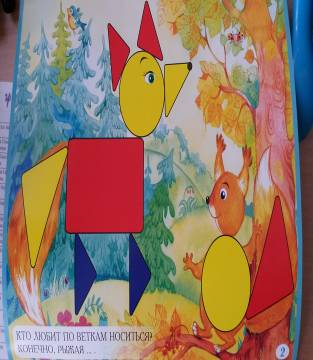 КТО ЛЮБИТ ПО ВЕТКАМ НОСИТЬСЯ?
КОНЕЧНО, РЫЖАЯ ...
2